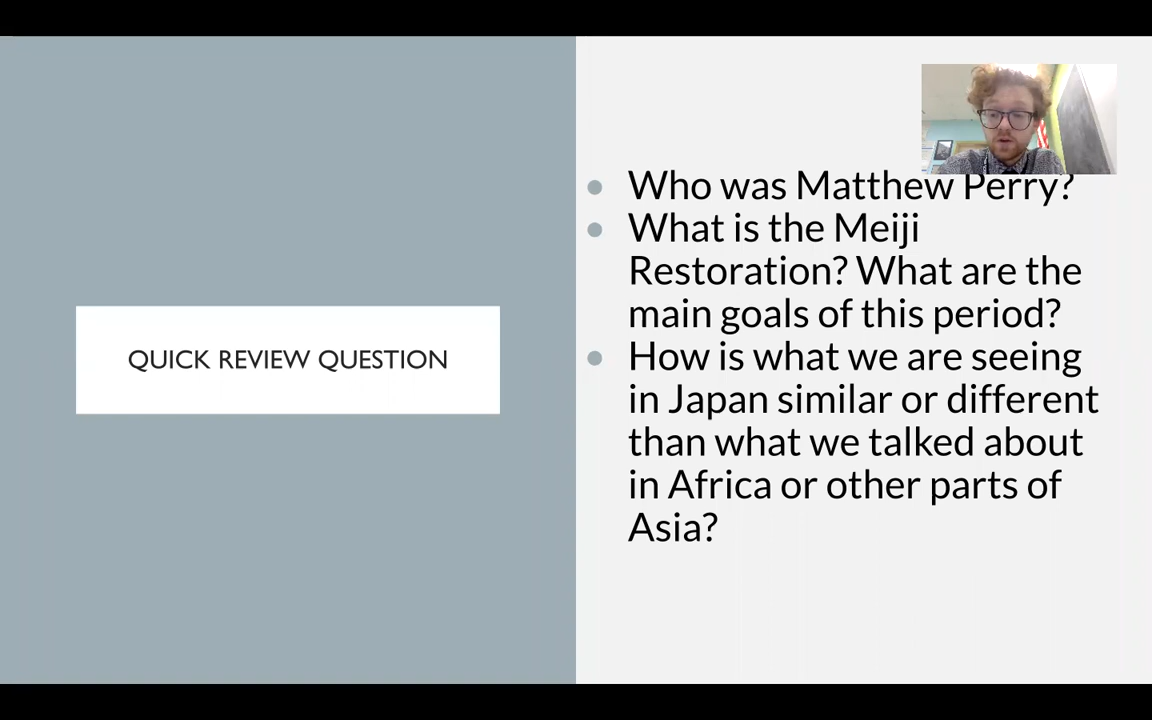 QUICK REVIEW QUESTION
Who was Matthew Perry?
What is the Meiji
Restoration? What are the
main goals of this period?
How is what we are seeing
in Japan similar or different
than what we talked about
in Africa or other parts of
Asia?